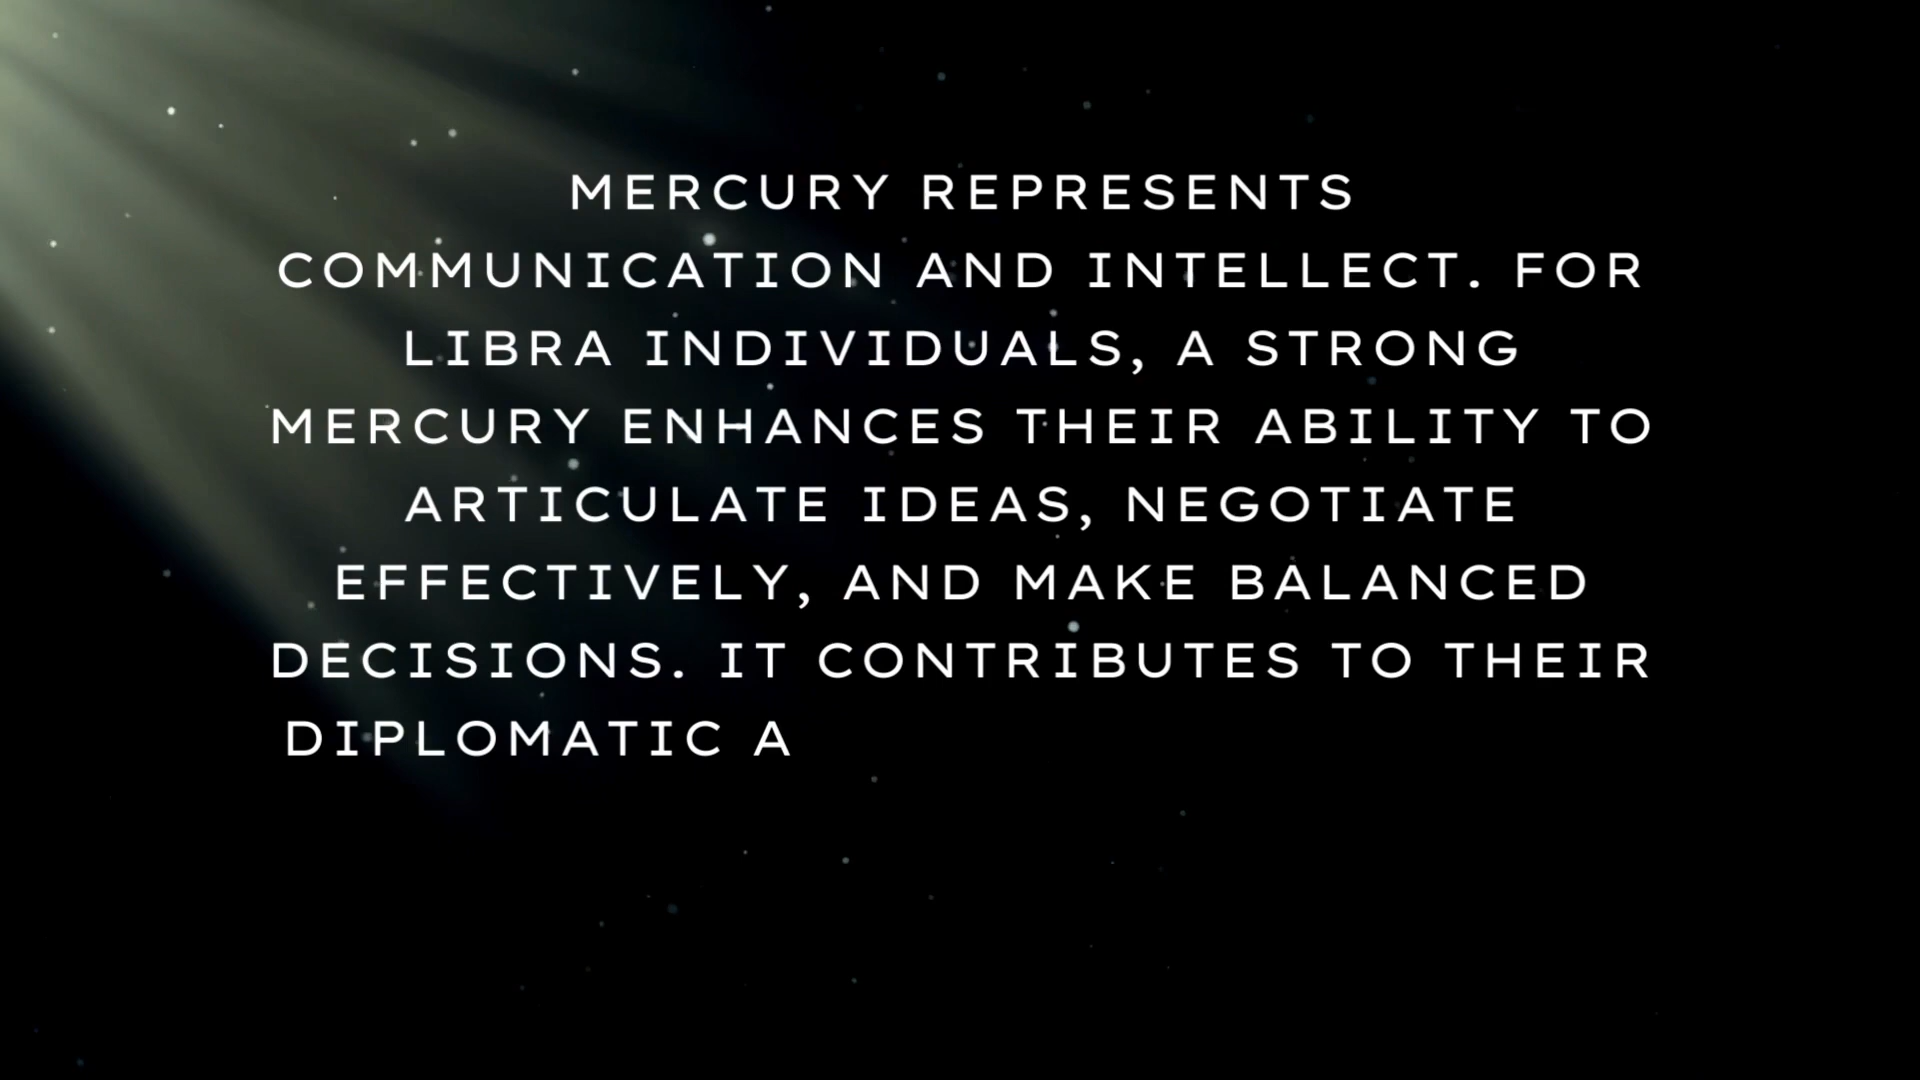 MERCURY REPRESENTS
COMMUNICATION AND INTELLECT. FOR
LIBRA INDIVIDUALS, A STRONG
MERCURY ENHANCES THEIR ABILITY TO
ARTICULATE IDEAS, NEGOTIATE
EFFECTIVELY, AND MAKE BALANCED
DECISIONS. IT CONTRIBUTES TO THEIR
DIPLOMATIC A